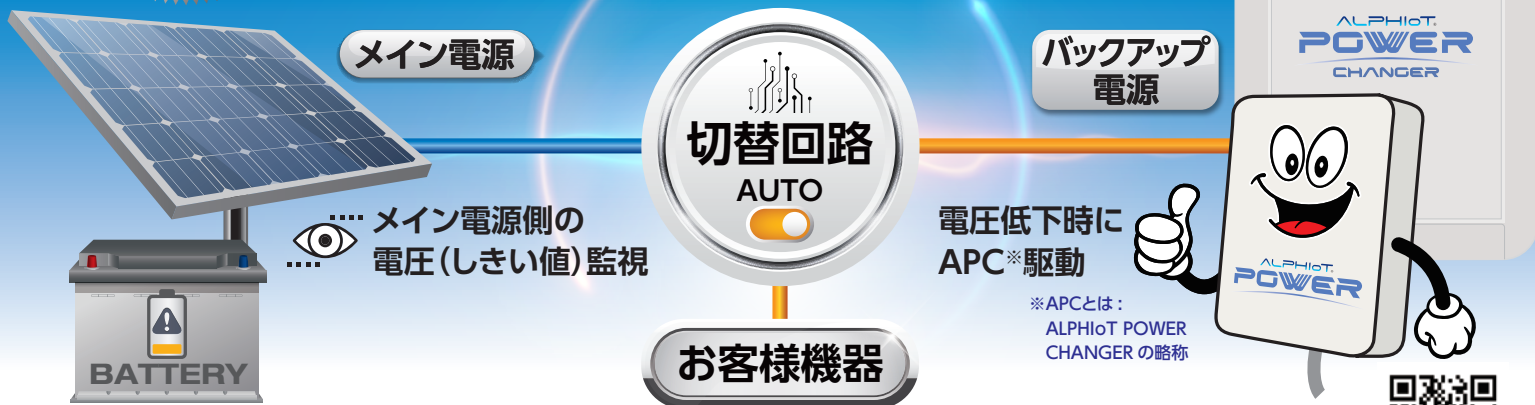 メイン電源
メイン電源側の
電圧（しきい値）監視
BATTERY
切替回路
AUTO
お客様機器
バックアップ
電源
電圧低下時に
APC※駆動
※APCとは：
ALPHIoT POWER
CHANGER の略称
ALPHIoT®
POWER
CHANGER
ALPHIoT®
POWER